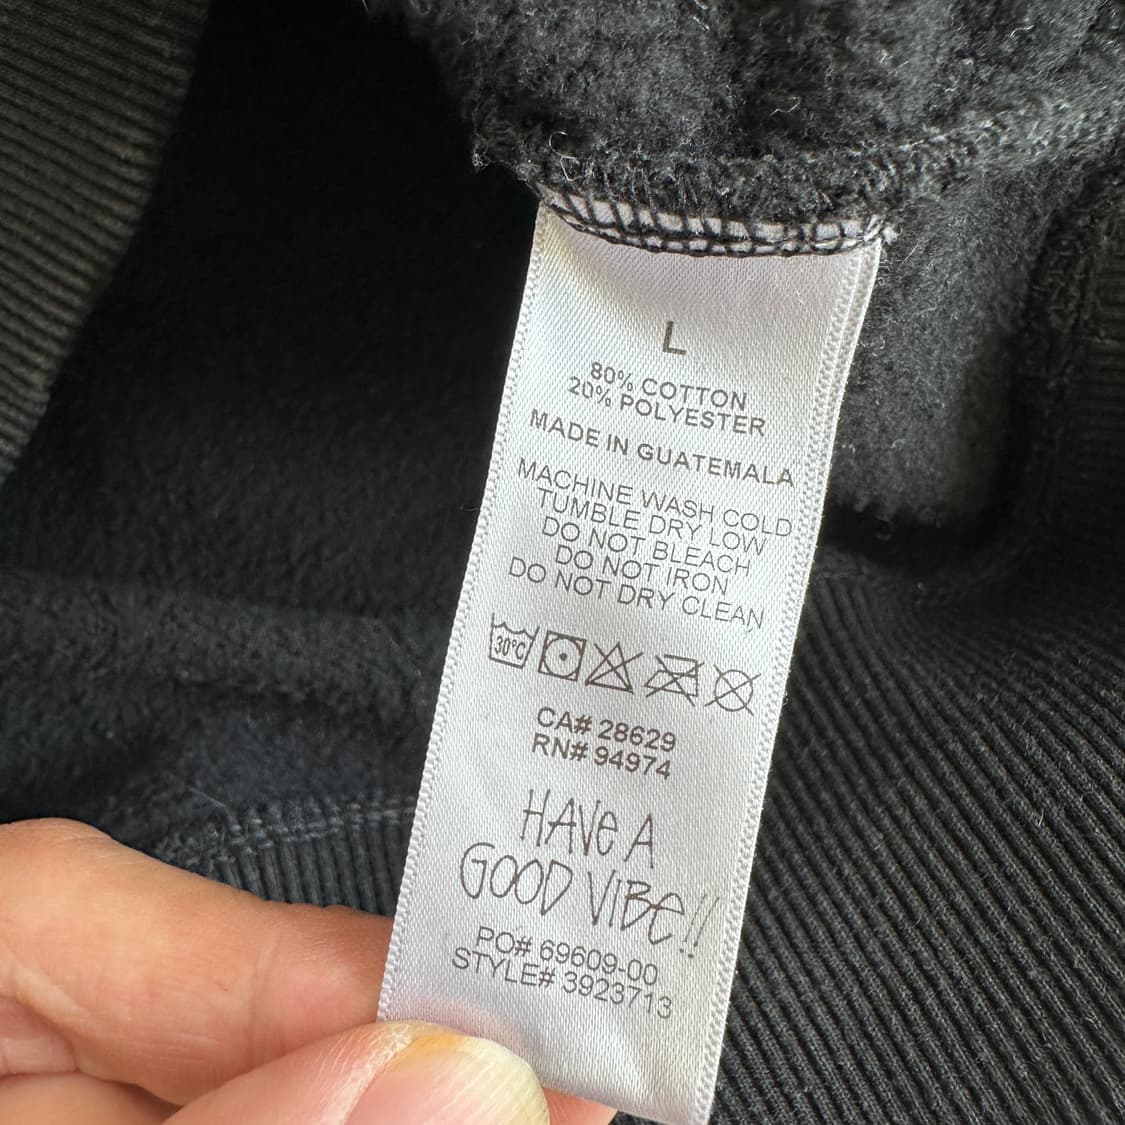 L
80% COTTON
20% POLYESTER
MADE IN GUATEMALA
MACHINE WASH COLD
TUMBLE DRY LOW
DO NOT BLEACH
DO NOT IRON
DO NOT DRY CLEAN
30°C
CA# 28629
RN# 94974
HAVe A
GOOD VIBe!!
PO# 69609-00
STYLE# 3923713